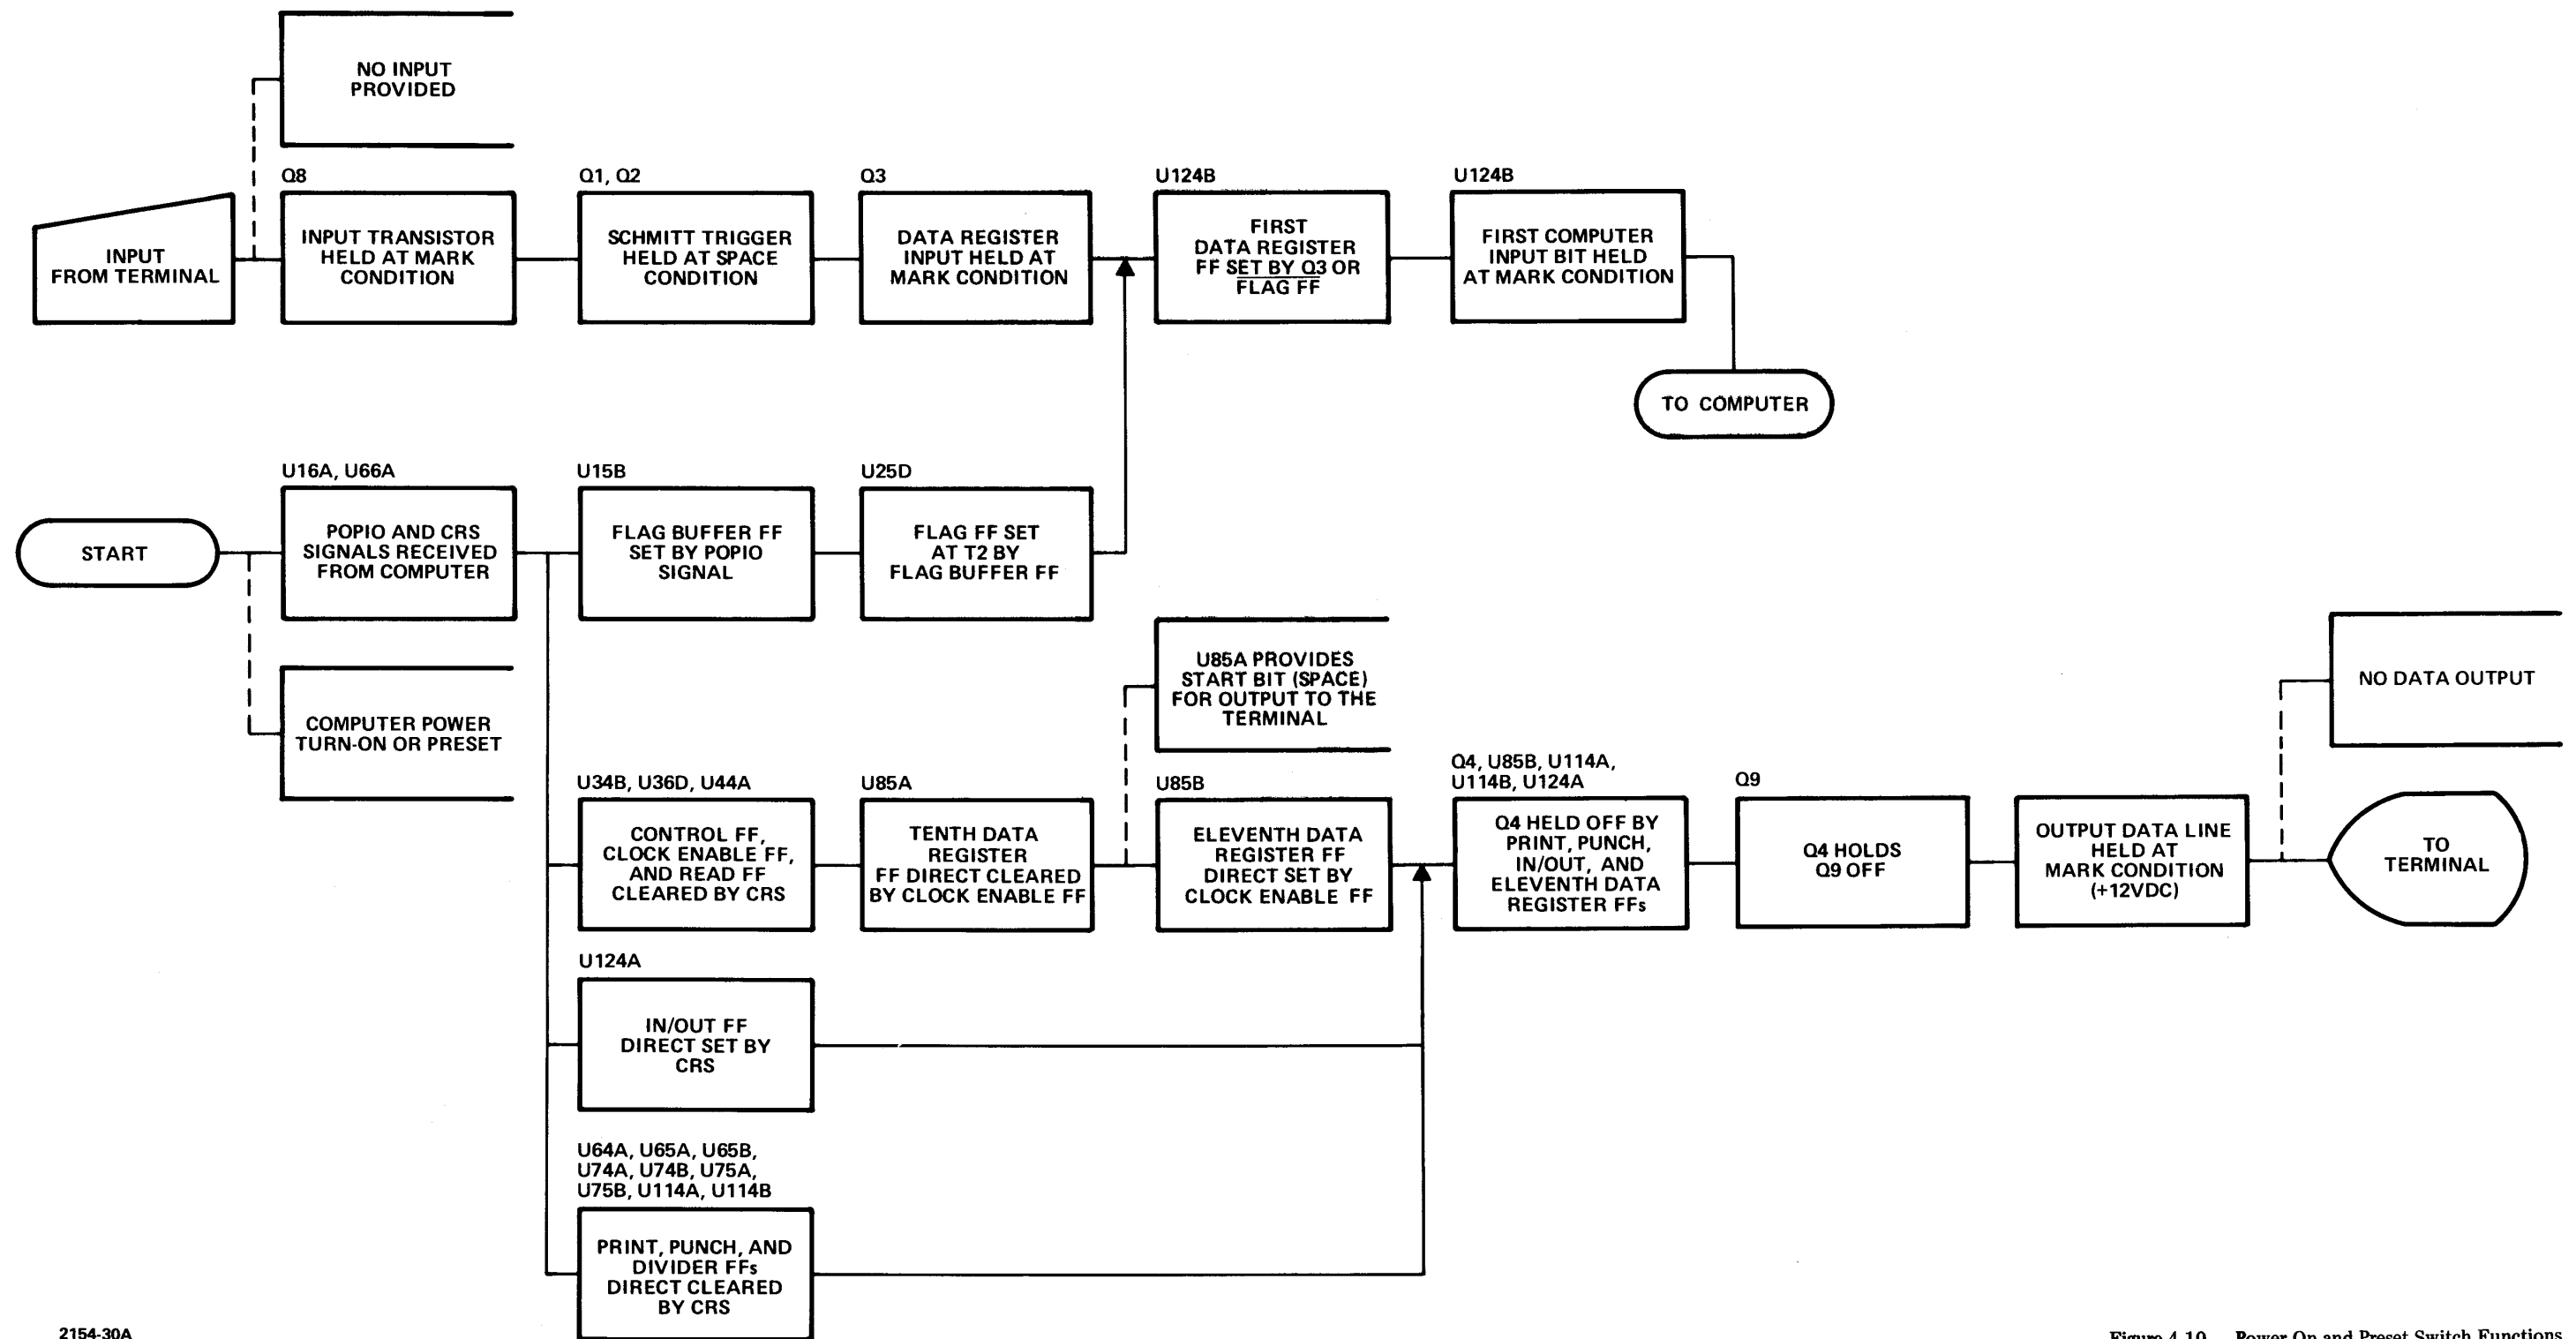 NO INPUT
PROVIDED
INPUT
FROM TERMINAL
Q8
INPUT TRANSISTOR
HELD AT MARK
CONDITION
Q1, Q2
SCHMITT TRIGGER
HELD AT SPACE
CONDITION
Q3
DATA REGISTER
INPUT HELD AT
MARK CONDITION
U124B
FIRST
DATA REGISTER
FF SET BY Q3 OR
FLAG FF
U124B
FIRST COMPUTER
INPUT BIT HELD
AT MARK CONDITION
TO COMPUTER
START
U16A, U66A
POPIO AND CRS
SIGNALS RECEIVED
FROM COMPUTER
U15B
FLAG BUFFER FF
SET BY POPIO
SIGNAL
U25D
FLAG FF SET
AT T2 BY
FLAG BUFFER FF
COMPUTER POWER
TURN-ON OR PRESET
U85A PROVIDES
START BIT (SPACE)
FOR OUTPUT TO THE
TERMINAL
NO DATA OUTPUT
U34B, U36D, U44A
CONTROL FF,
CLOCK ENABLE FF,
AND READ FF
CLEARED BY CRS
U85A
TENTH DATA
REGISTER
FF DIRECT CLEARED
BY CLOCK ENABLE FF
U85B
ELEVENTH DATA
REGISTER FF
DIRECT SET BY
CLOCK ENABLE FF
Q4, U85B, U114A,
U114B, U124A
Q4 HELD OFF BY
PRINT, PUNCH,
IN/OUT, AND
ELEVENTH DATA
REGISTER FFs
Q9
Q4 HOLDS
Q9 OFF
OUTPUT DATA LINE
HELD AT
MARK CONDITION
(+12VDC)
TO
TERMINAL
U124A
IN/OUT FF
DIRECT SET BY
CRS
U64A, U65A, U65B,
U74A, U74B, U75A,
U75B, U114A, U114B
PRINT, PUNCH, AND
DIVIDER FFs
DIRECT CLEARED
BY CRS
2154-30A
Figure 4-10. Power On and Preset Switch Functions